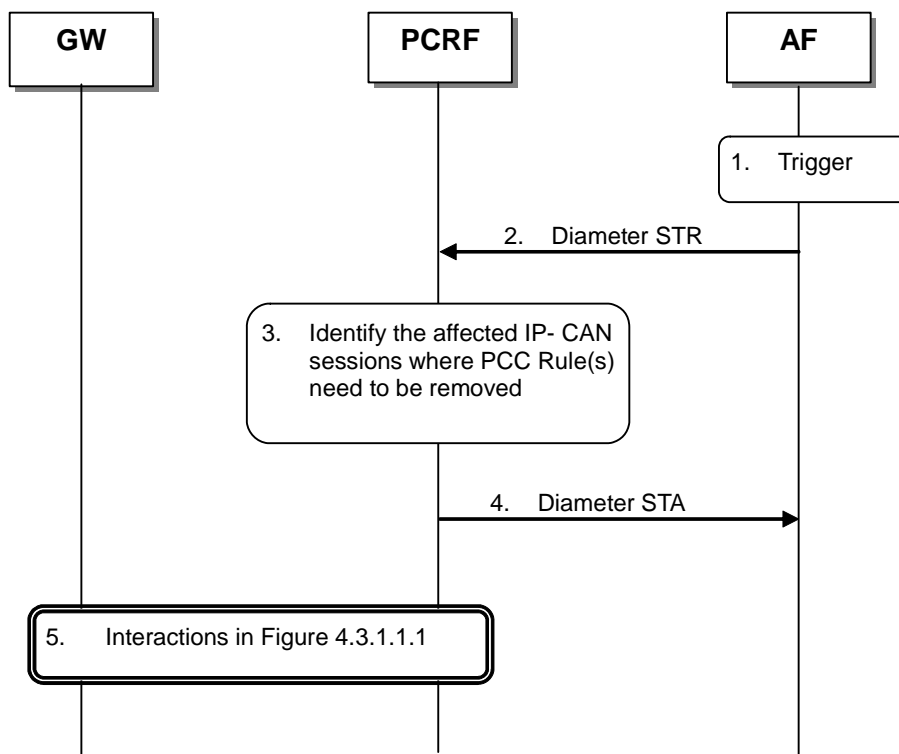 GW
PCRF
AF
1. Trigger
2. Diameter STR
3. Identify the affected IP- CAN
sessions where PCC Rule(s)
need to be removed
4. Diameter STA
5. Interactions in Figure 4.3.1.1.1